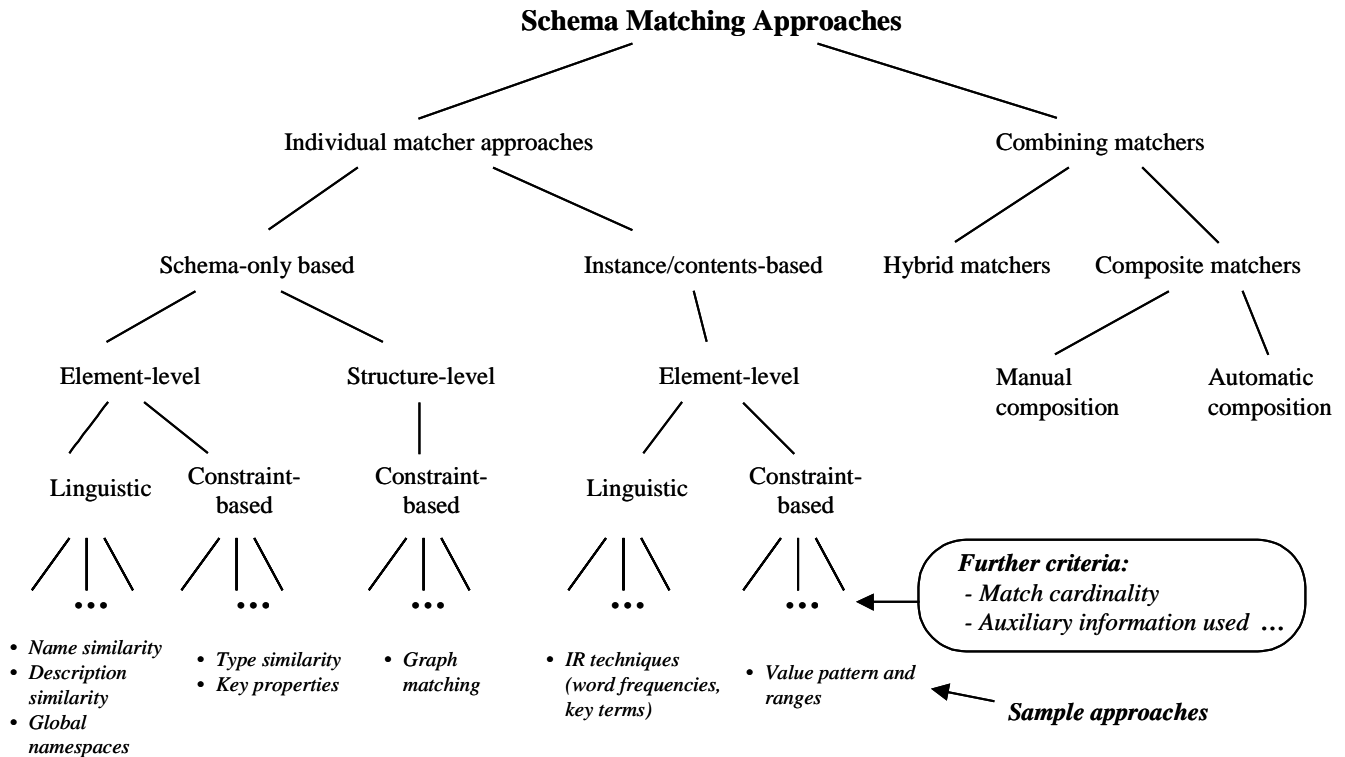 Schema Matching Approaches
Individual matcher approaches
Combining matchers
Schema-only based
Instance/contents-based
Hybrid matchers
Composite matchers
Element-level
Structure-level
Element-level
Manual
composition
Automatic
composition
Linguistic
Constraint-
based
Constraint-
based
Linguistic
Constraint-
based
Further criteria:
- Match cardinality
- Auxiliary information used ...
...
...
...
...
...
• Name similarity
• Description
similarity
• Global
namespaces
• Type similarity
• Key properties
• Graph
matching
• IR techniques
(word frequencies,
key terms)
• Value pattern and
ranges
Sample approaches